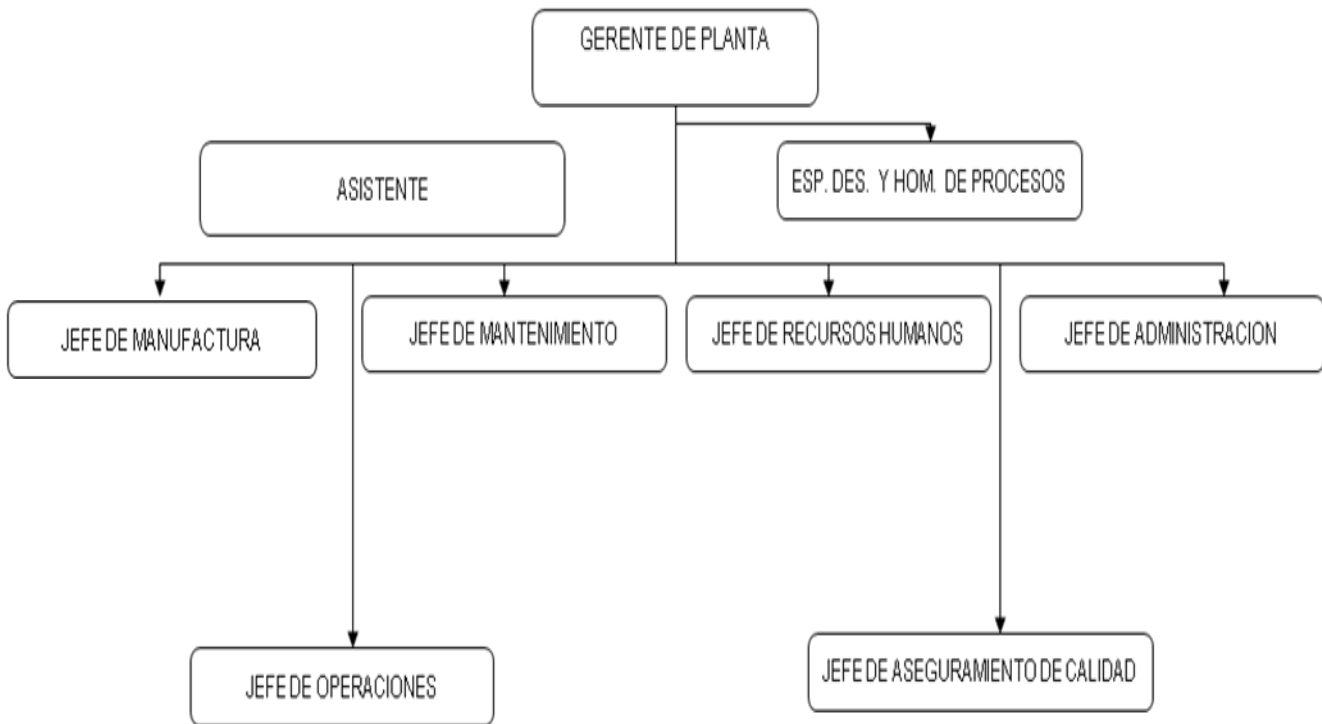 GERENTE DE PLANTA
ASISTENTE
ESP. DES. Y HOM. DE PROCESOS
JEFE DE MANUFACTURA
JEFE DE MANTENIMIENTO
JEFE DE RECURSOS HUMANOS
JEFE DE ADMINISTRACION
JEFE DE OPERACIONES
JEFE DE ASEGURAMIENTO DE CALIDAD